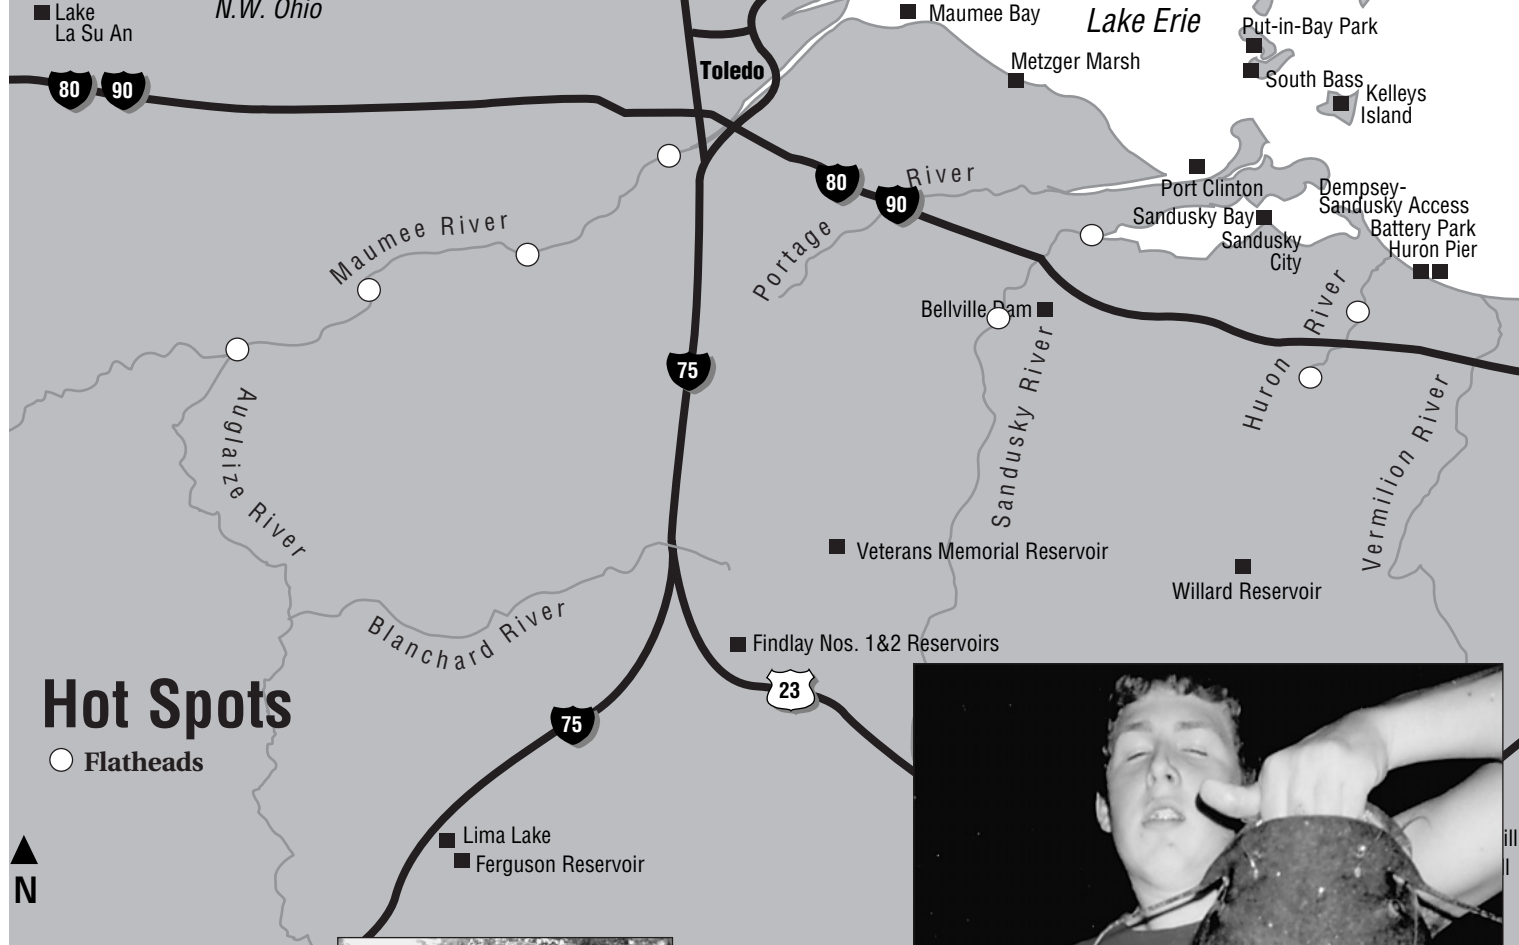 N.W. Ohio
Lake
La Su An
Maumee Bay
Lake Erie
Put-in-Bay Park
Metzger Marsh
South Bass
Kelleys
Island
Toledo
80
90
80
90
River
Portage
Port Clinton
Dempsey-
Sandusky Access
Sandusky Bay
Sandusky
City
Battery Park
Huron Pier
Maumee River
Bellville Dam
75
Huron River
Auglaize River
Sandusky River
Vermilion River
Veterans Memorial Reservoir
Willard Reservoir
Blanchard River
Findlay Nos. 1&2 Reservoirs
23
75
Hot Spots
Flatheads
Lima Lake
Ferguson Reservoir
N